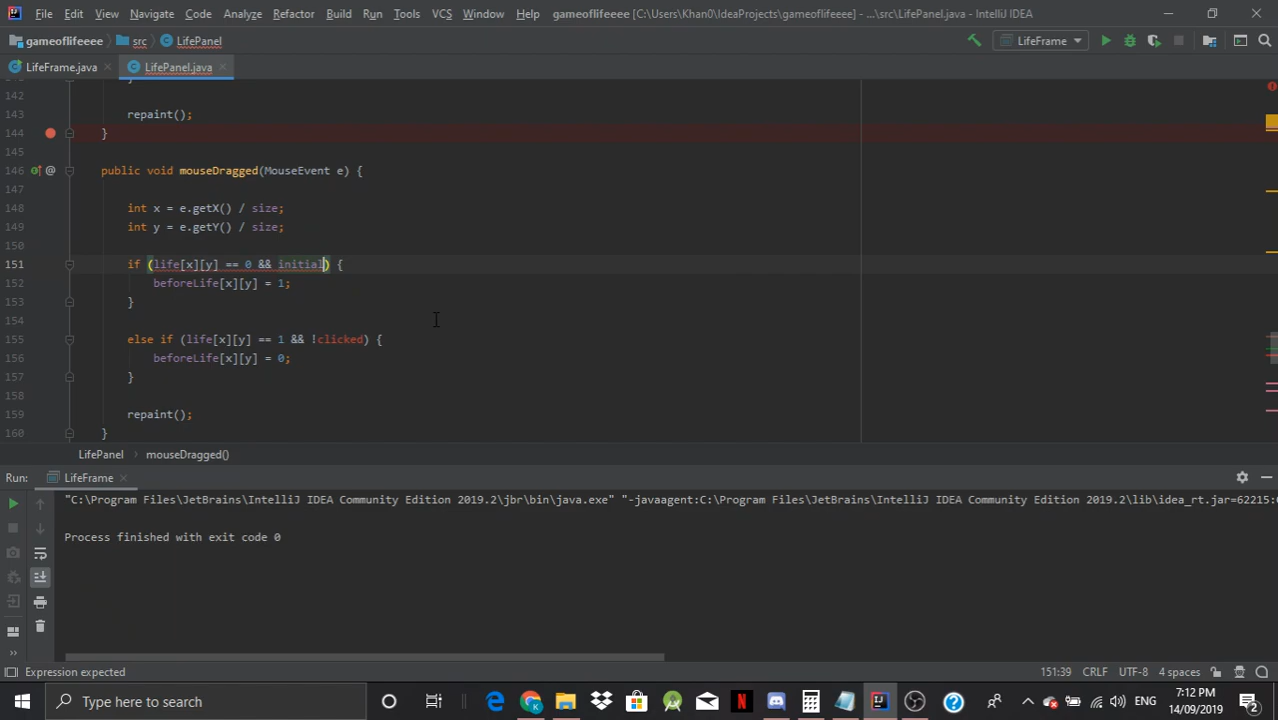 File Edit View Navigate Code Analyze Refactor Build Run Tools VCS Window Help gameoflifeeee [C:\Users\Khan0\IdeaProjects\gameoflifeeee] - ...\src\LifePanel.java - IntelliJ IDEA
gameoflifeeee src LifePanel LifeFrame
LifeFrame.java LifePanel.java
142
143 repaint();
144 }
145
146 public void mouseDragged(MouseEvent e) {
147
148 int x = e.getX() / size;
149 int y = e.getY() / size;
150
151 if (life[x][y] == 0 && initial) {
152 beforeLife[x][y] = 1;
153 }
154
155 else if (life[x][y] == 1 && !clicked) {
156 beforeLife[x][y] = 0;
157 }
158
159 repaint();
160 }
LifePanel mouseDragged()
Run: LifeFrame
"C:\Program Files\JetBrains\IntelliJ IDEA Community Edition 2019.2\jbr\bin\java.exe" "-javaagent:C:\Program Files\JetBrains\IntelliJ IDEA Community Edition 2019.2\lib\idea_rt.jar=62215:
Process finished with exit code 0
Expression expected 151:39 CRLF UTF-8 4 spaces
Type here to search ENG 7:12 PM
14/09/2019 2